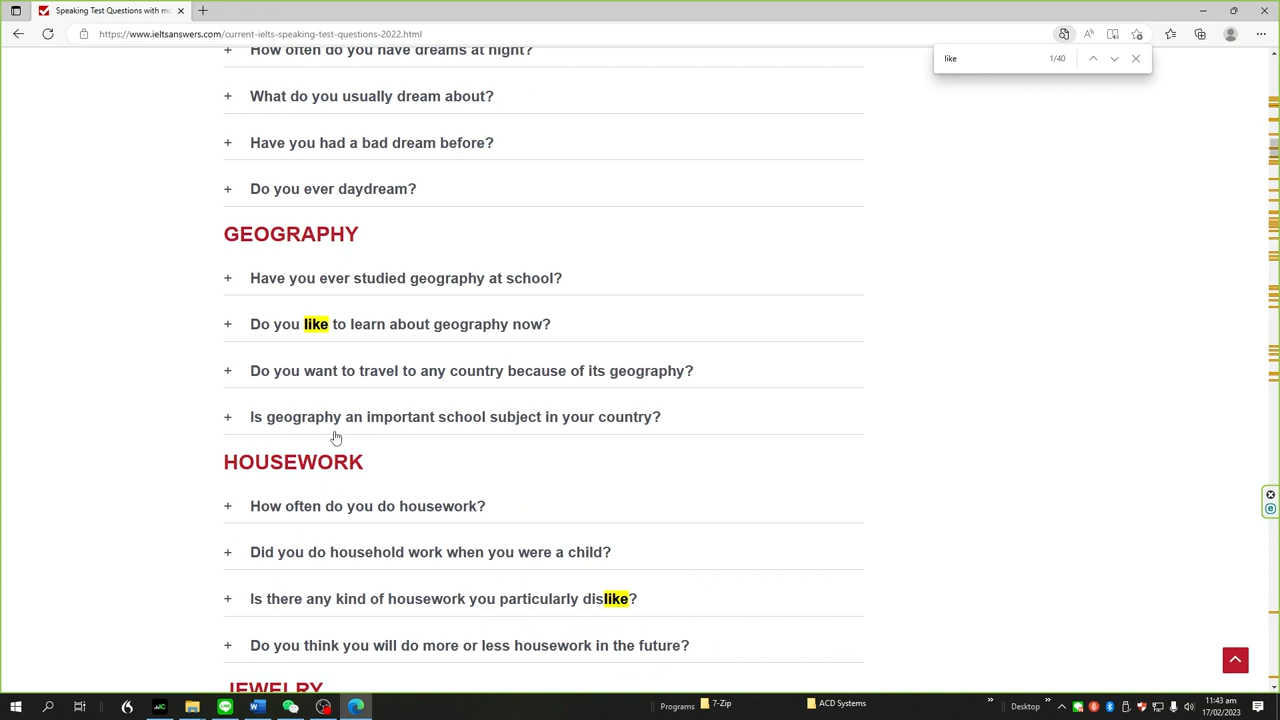 Speaking Test Questions with mo
https://www.ieltsanswers.com/current-ielts-speaking-test-questions-2022.html
like 1/40
+ How often do you have dreams at night?
+ What do you usually dream about?
+ Have you had a bad dream before?
+ Do you ever daydream?
GEOGRAPHY
+ Have you ever studied geography at school?
+ Do you like to learn about geography now?
+ Do you want to travel to any country because of its geography?
+ Is geography an important school subject in your country?
HOUSEWORK
+ How often do you do housework?
+ Did you do household work when you were a child?
+ Is there any kind of housework you particularly dislike?
+ Do you think you will do more or less housework in the future?
JEWELRY
Programs 7-Zip ACD Systems » Desktop »
11:43 am
17/02/2023